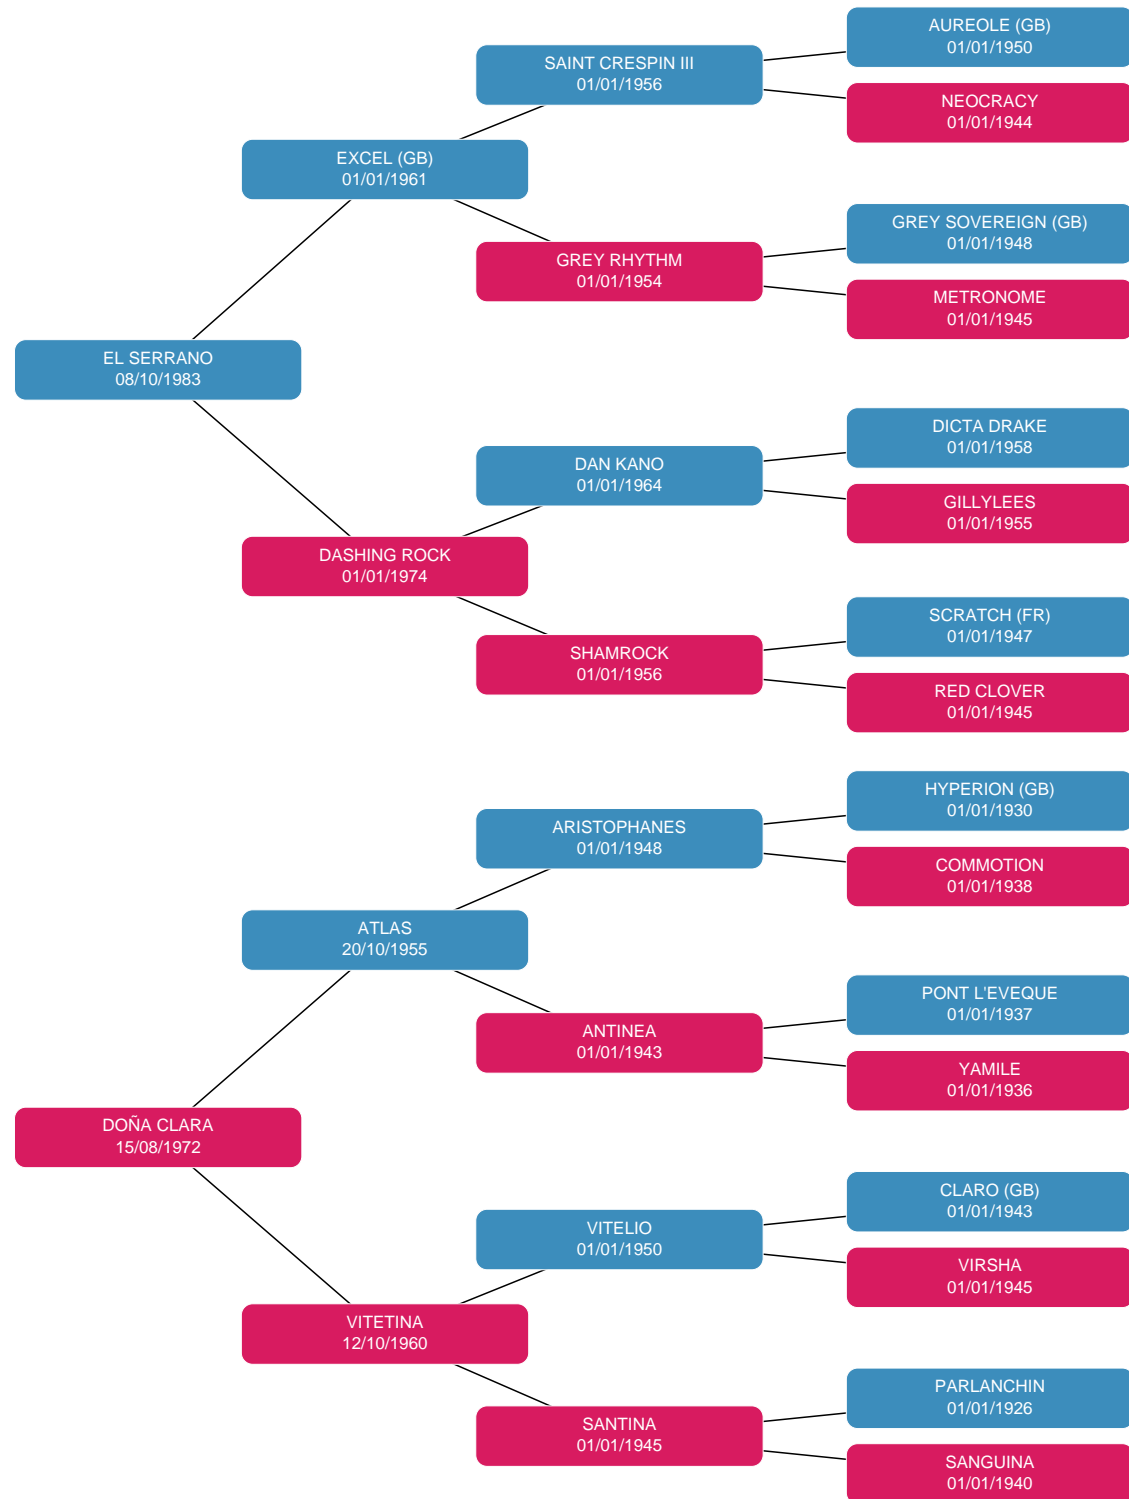 AUREOLE (GB)
01/01/1950
SAINT CRESPIN III
01/01/1956
NEOCRACY
01/01/1944
EXCEL (GB)
01/01/1961
GREY SOVEREIGN (GB)
01/01/1948
GREY RHYTHM
01/01/1954
METRONOME
01/01/1945
EL SERRANO
08/10/1983
DICTA DRAKE
01/01/1958
DAN KANO
01/01/1964
GILLYLEES
01/01/1955
DASHING ROCK
01/01/1974
SCRATCH (FR)
01/01/1947
SHAMROCK
01/01/1956
RED CLOVER
01/01/1945
HYPERION (GB)
01/01/1930
ARISTOPHANES
01/01/1948
COMMOTION
01/01/1938
ATLAS
20/10/1955
PONT L'EVEQUE
01/01/1937
ANTINEA
01/01/1943
YAMILE
01/01/1936
DOÑA CLARA
15/08/1972
CLARO (GB)
01/01/1943
VITELIO
01/01/1950
VIRSHA
01/01/1945
VITETINA
12/10/1960
PARLANCHIN
01/01/1926
SANTINA
01/01/1945
SANGUINA
01/01/1940